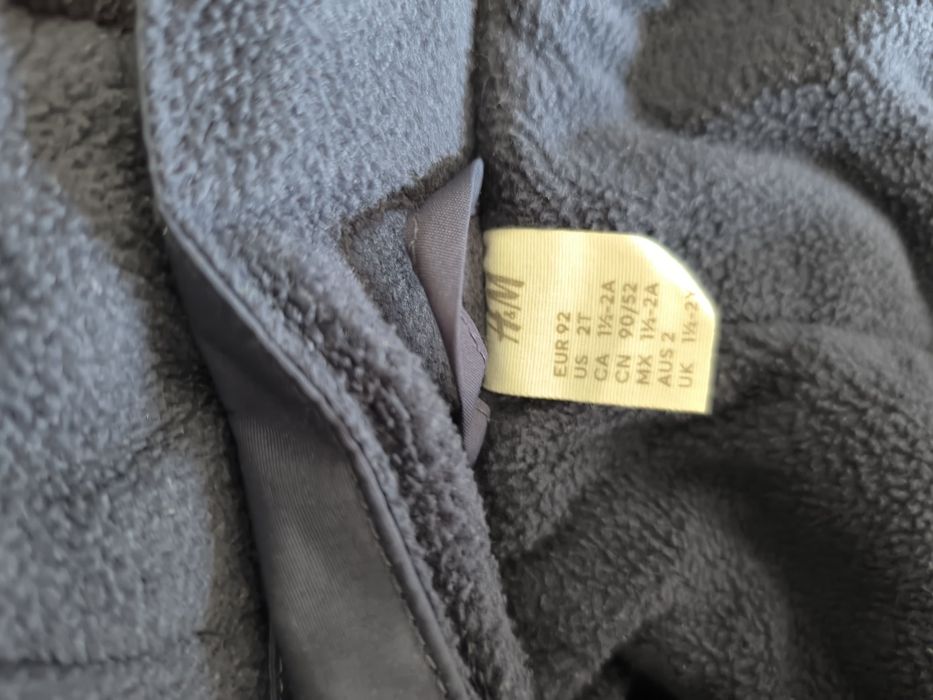 H&M
EUR 92
US 2T
CA 1½-2A
CN 90/52
MX 1½-2A
AUS 2
UK 1½-2Y